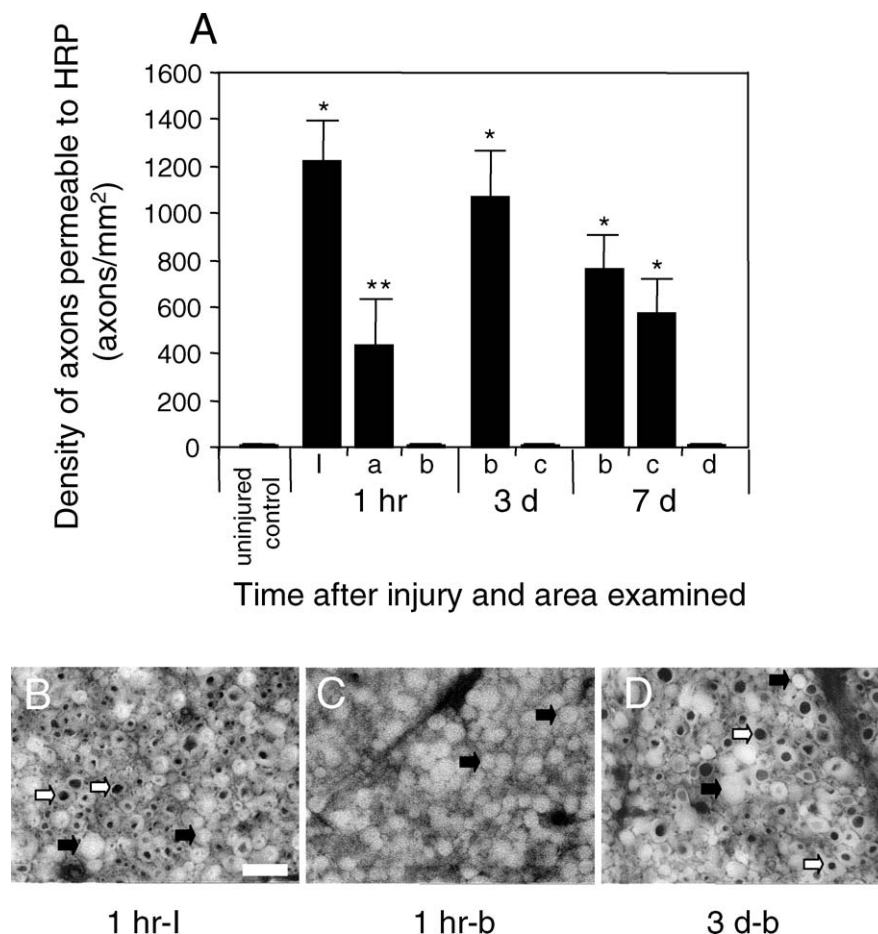 A
Density of axons permeable to HRP
(axons/mm²)
1600
1400
1200
1000
800
600
400
200
0
*
**
*
*
*
uninjured
control
I a b b c b c d
1 hr 3 d 7 d
Time after injury and area examined
B C D
1 hr-I 1 hr-b 3 d-b